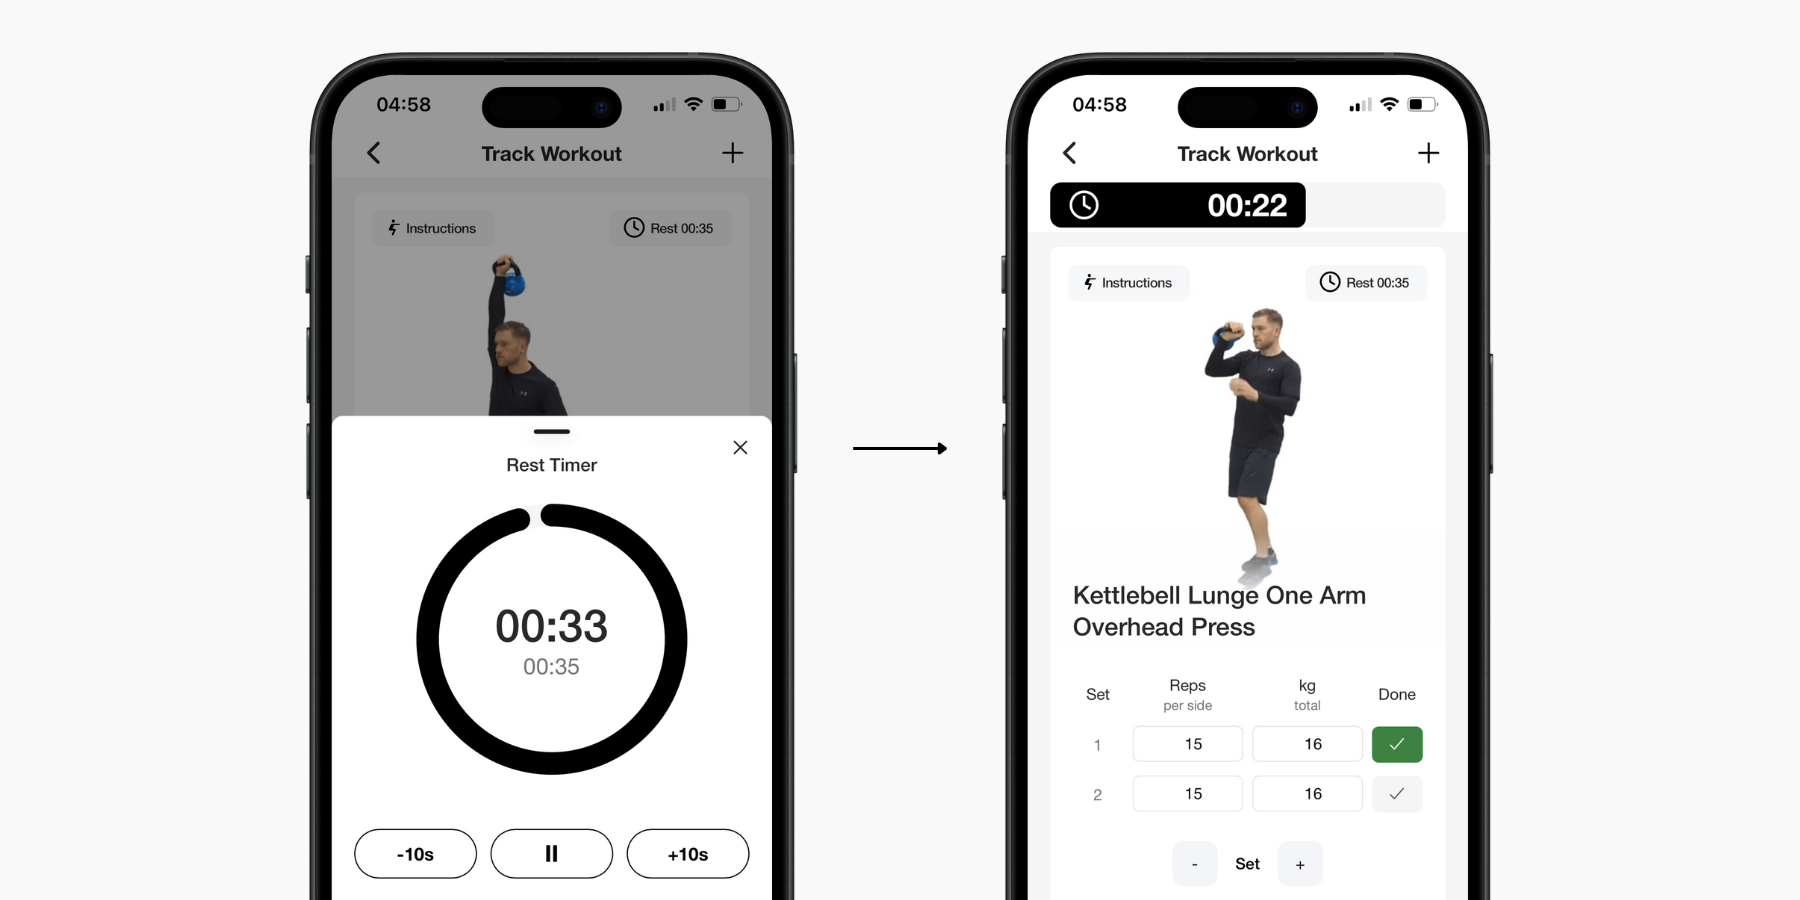 04:58
Track Workout
Instructions
Rest 00:35
Rest Timer
00:33
00:35
-10s
+10s
04:58
Track Workout
00:22
Instructions
Rest 00:35
Kettlebell Lunge One Arm
Overhead Press
Set Reps per side kg total Done
1 15 16
2 15 16
- Set +